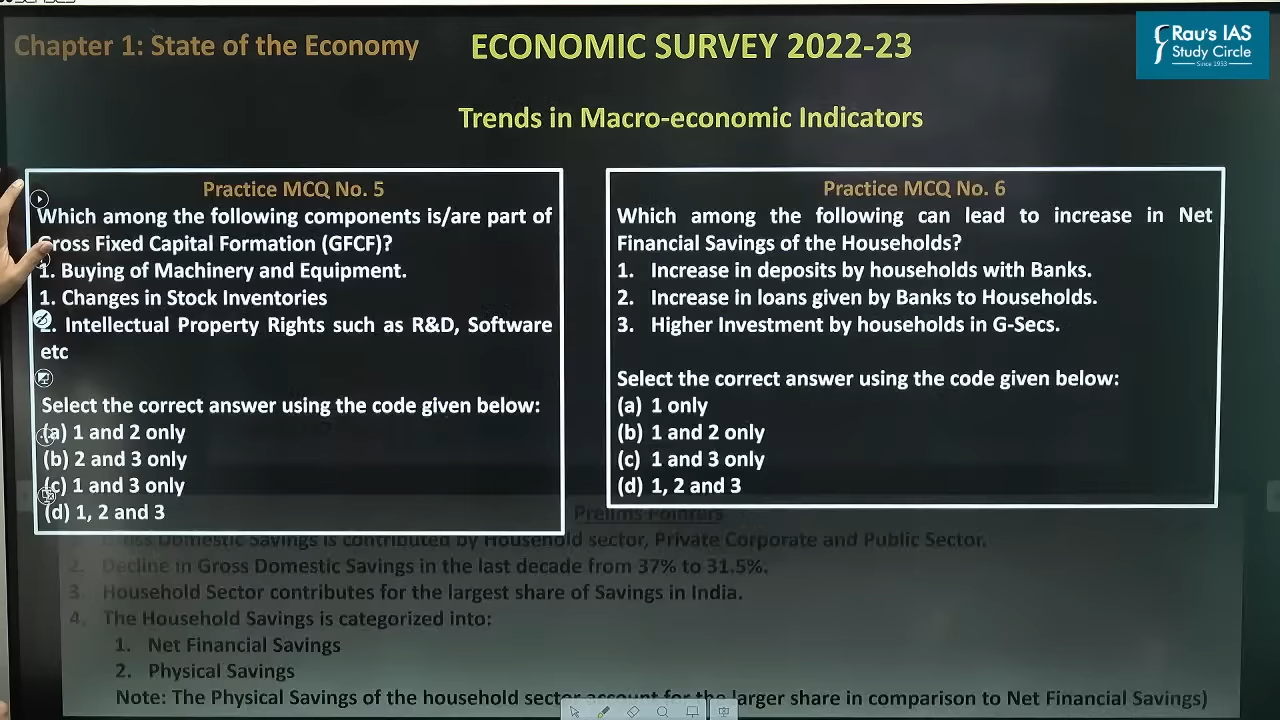 Chapter 1: State of the Economy
ECONOMIC SURVEY 2022-23
Rau's IAS
Study Circle
Since 1953
Trends in Macro-economic Indicators
Practice MCQ No. 5
Which among the following components is/are part of
Gross Fixed Capital Formation (GFCF)?
1. Buying of Machinery and Equipment.
1. Changes in Stock Inventories
. Intellectual Property Rights such as R&D, Software
etc
Select the correct answer using the code given below:
(a) 1 and 2 only
(b) 2 and 3 only
(c) 1 and 3 only
(d) 1, 2 and 3
Practice MCQ No. 6
Which among the following can lead to increase in Net
Financial Savings of the Households?
1. Increase in deposits by households with Banks.
2. Increase in loans given by Banks to Households.
3. Higher Investment by households in G-Secs.
Select the correct answer using the code given below:
(a) 1 only
(b) 1 and 2 only
(c) 1 and 3 only
(d) 1, 2 and 3
Prelims Pointers
Domestic Savings is contributed by Household sector, Private Corporate and Public Sector.
2. Decline in Gross Domestic Savings in the last decade from 37% to 31.5%.
3. Household Sector contributes for the largest share of Savings in India.
4. The Household Savings is categorized into:
1. Net Financial Savings
2. Physical Savings
Note: The Physical Savings of the household sector account for the larger share in comparison to Net Financial Savings)